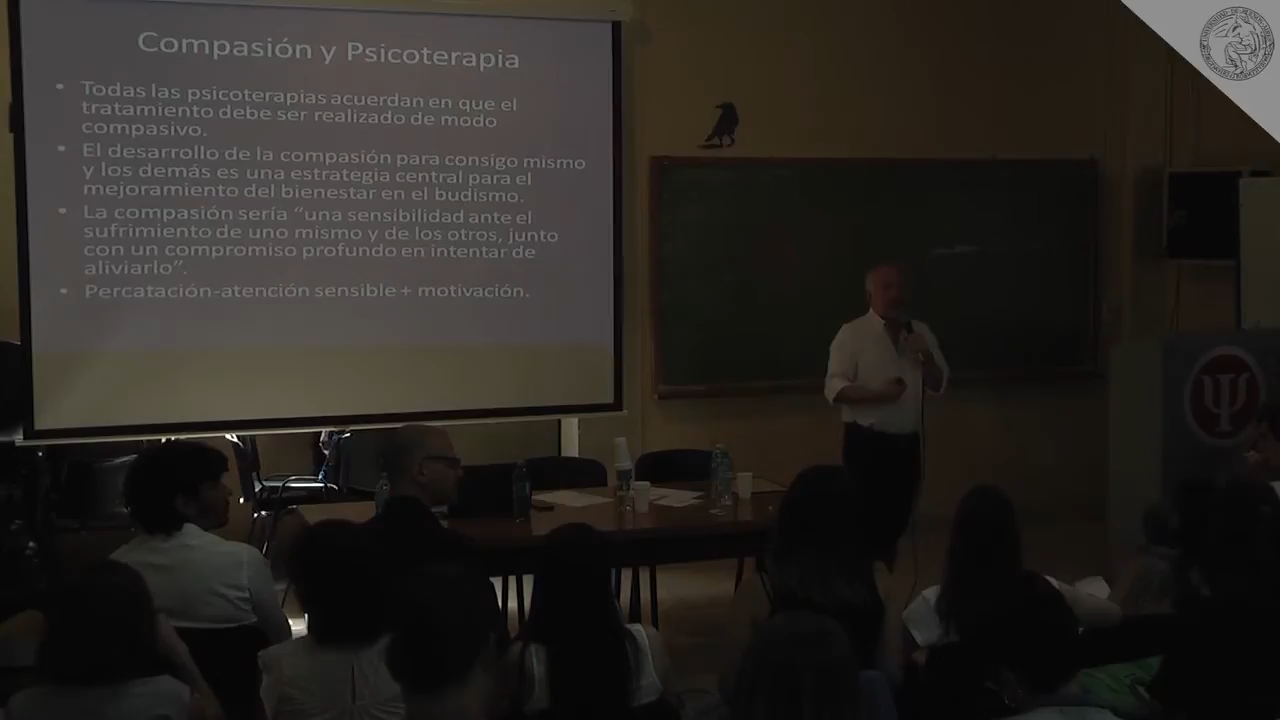 Compasión y Psicoterapia
• Todas las psicoterapias acuerdan en que el
tratamiento debe ser realizado de modo
compasivo.
• El desarrollo de la compasión para consigo mismo
y los demás es una estrategia central para el
mejoramiento del bienestar en el budismo.
• La compasión sería “una sensibilidad ante el
sufrimiento de uno mismo y de los otros, junto
con un compromiso profundo en intentar de
aliviarlo”.
• Percatación-atención sensible + motivación.
Ψ